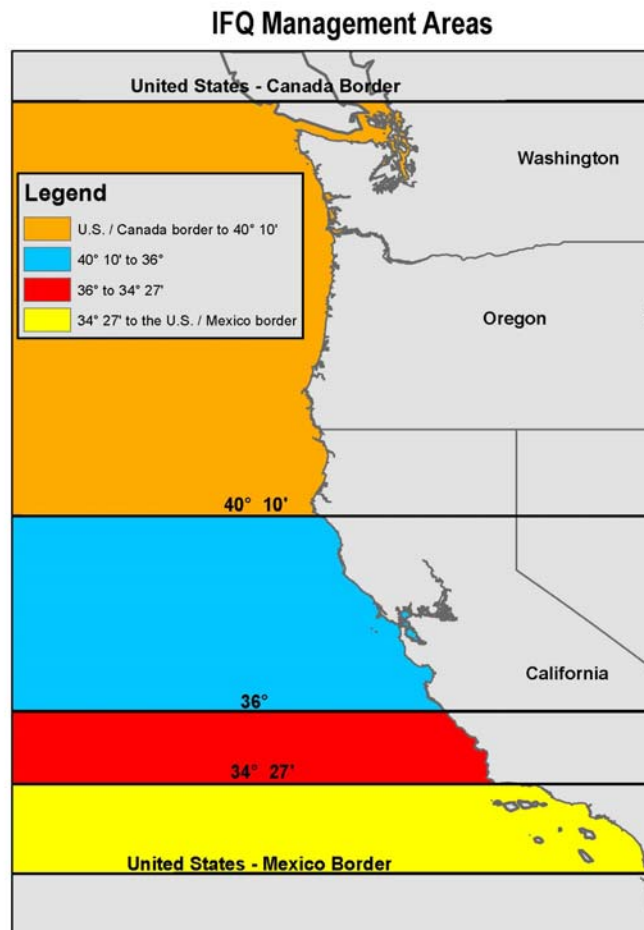 IFQ Management Areas
United States - Canada Border
Washington
Legend
U.S. / Canada border to 40° 10'
40° 10' to 36°
36° to 34° 27'
34° 27' to the U.S. / Mexico border
Oregon
40° 10'
California
36°
34° 27'
United States - Mexico Border